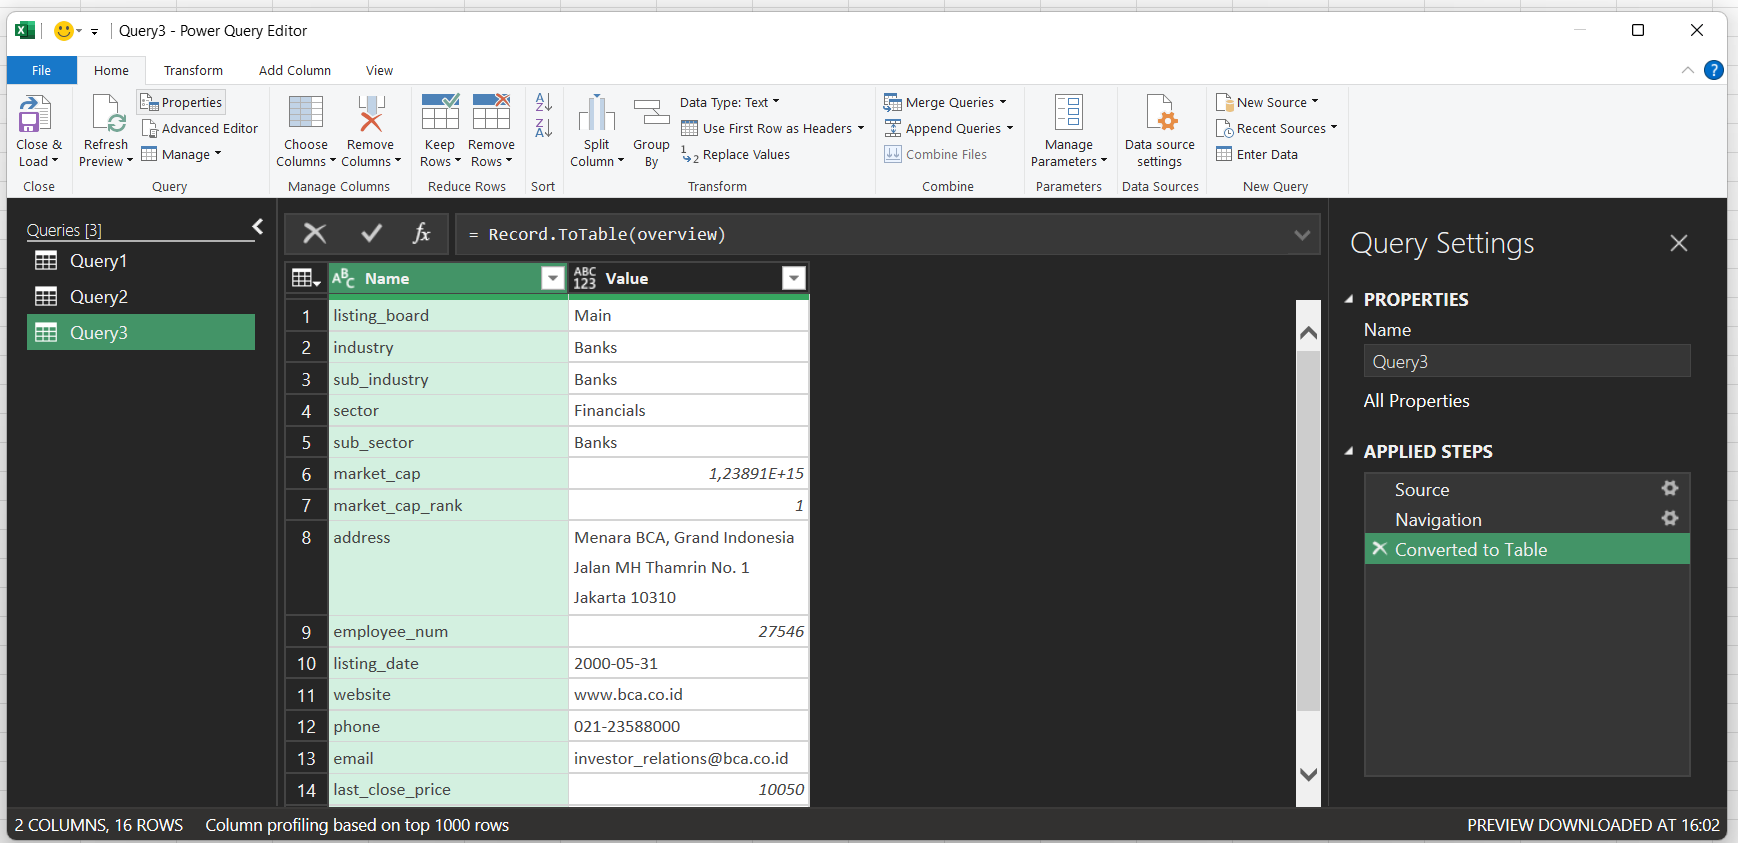 Query3 - Power Query Editor
File Home Transform Add Column View
Close & Load
Close
Refresh Preview
Properties
Advanced Editor
Manage
Query
Choose Columns
Remove Columns
Manage Columns
Keep Rows
Remove Rows
Reduce Rows
Sort
Split Column
Group By
Data Type: Text
Use First Row as Headers
Replace Values
Transform
Merge Queries
Append Queries
Combine Files
Combine
Manage Parameters
Parameters
Data source settings
Data Sources
New Source
Recent Sources
Enter Data
New Query
Queries [3]
Query1
Query2
Query3
fx = Record.ToTable(overview)
ABC Name ABC 123 Value
1 listing_board Main
2 industry Banks
3 sub_industry Banks
4 sector Financials
5 sub_sector Banks
6 market_cap 1,23891E+15
7 market_cap_rank 1
8 address Menara BCA, Grand Indonesia
Jalan MH Thamrin No. 1
Jakarta 10310
9 employee_num 27546
10 listing_date 2000-05-31
11 website www.bca.co.id
12 phone 021-23588000
13 email investor_relations@bca.co.id
14 last_close_price 10050
Query Settings
PROPERTIES
Name
Query3
All Properties
APPLIED STEPS
Source
Navigation
Converted to Table
2 COLUMNS, 16 ROWS Column profiling based on top 1000 rows PREVIEW DOWNLOADED AT 16:02